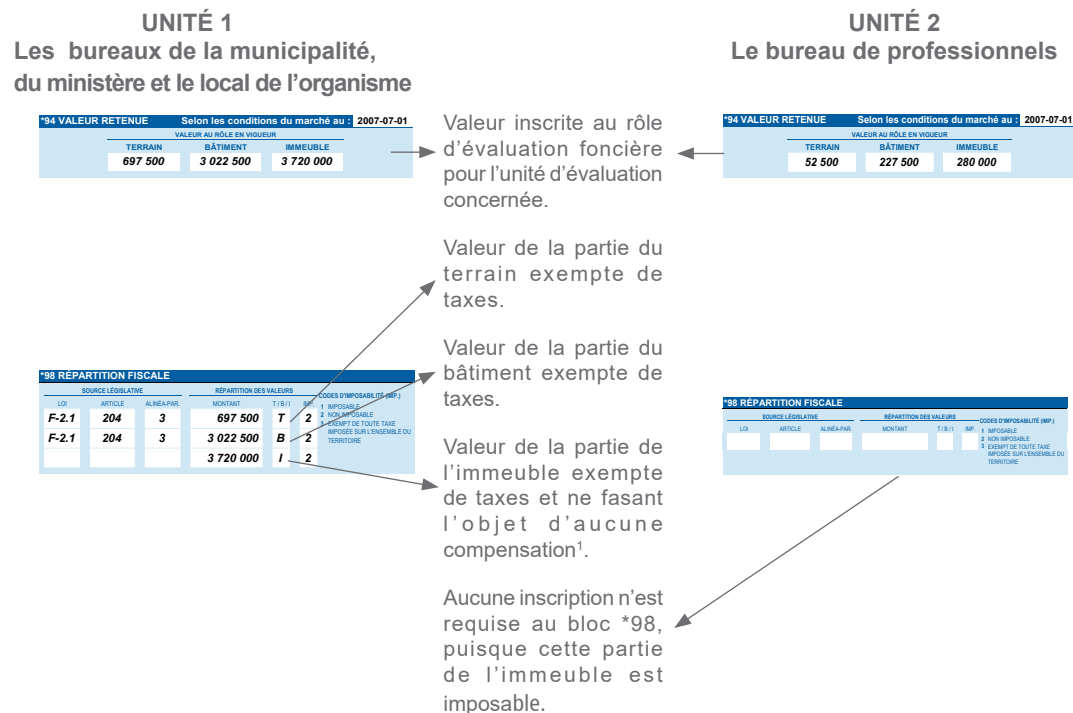 UNITÉ 1
Les bureaux de la municipalité,
du ministère et le local de l'organisme
UNITÉ 2
Le bureau de professionnels
*94 VALEUR RETENUE Selon les conditions du marché au : 2007-07-01
VALEUR AU RÔLE EN VIGUEUR
TERRAIN BÂTIMENT IMMEUBLE
697 500 3 022 500 3 720 000
Valeur inscrite au rôle
d'évaluation foncière
pour l'unité d'évaluation
concernée.
*94 VALEUR RETENUE Selon les conditions du marché au : 2007-07-01
VALEUR AU RÔLE EN VIGUEUR
TERRAIN BÂTIMENT IMMEUBLE
52 500 227 500 280 000
Valeur de la partie du
terrain exempte de
taxes.
Valeur de la partie du
bâtiment exempte de
taxes.
Valeur de la partie de
l'immeuble exempte
de taxes et ne fasant
l'objet d'aucune
compensation¹.
Aucune inscription n'est
requise au bloc *98,
puisque cette partie
de l'immeuble est
imposable.
*98 RÉPARTITION FISCALE
SOURCE LÉGISLATIVE RÉPARTITION DES VALEURS CODES D'IMPOSABILITÉ (IMP.)
LOI ARTICLE ALINÉA-PAR. MONTANT T / B / I IMP.
F-2.1 204 3 697 500 T 2
F-2.1 204 3 3 022 500 B 2
3 720 000 I 2
1 IMPOSABLE
2 NON IMPOSABLE
3 EXEMPT DE TOUTE TAXE
IMPOSÉE SUR L'ENSEMBLE DU
TERRITOIRE
*98 RÉPARTITION FISCALE
SOURCE LÉGISLATIVE RÉPARTITION DES VALEURS CODES D'IMPOSABILITÉ (IMP.)
LOI ARTICLE ALINÉA-PAR. MONTANT T / B / I IMP.
1 IMPOSABLE
2 NON IMPOSABLE
3 EXEMPT DE TOUTE TAXE
IMPOSÉE SUR L'ENSEMBLE DU
TERRITOIRE